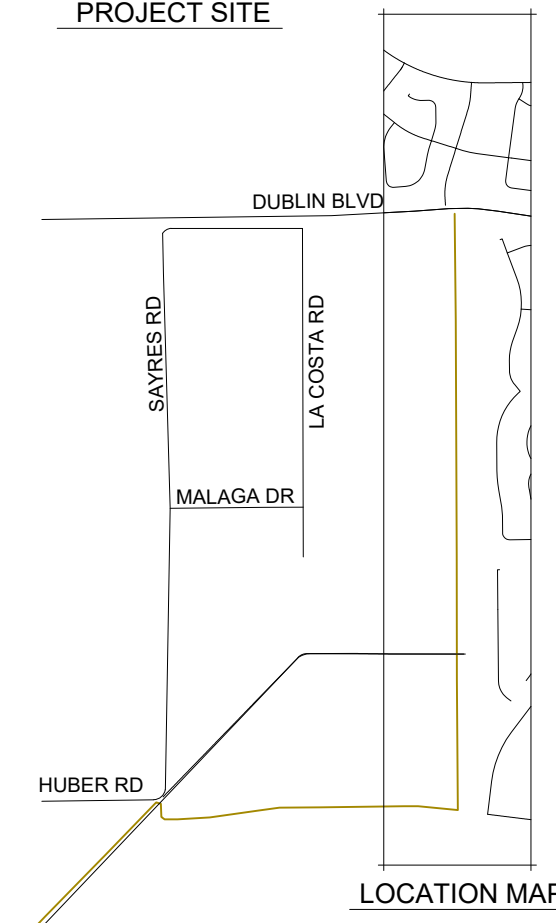 PROJECT SITE
DUBLIN BLVD
SAYRES RD
LA COSTA RD
MALAGA DR
HUBER RD
LOCATION MAP